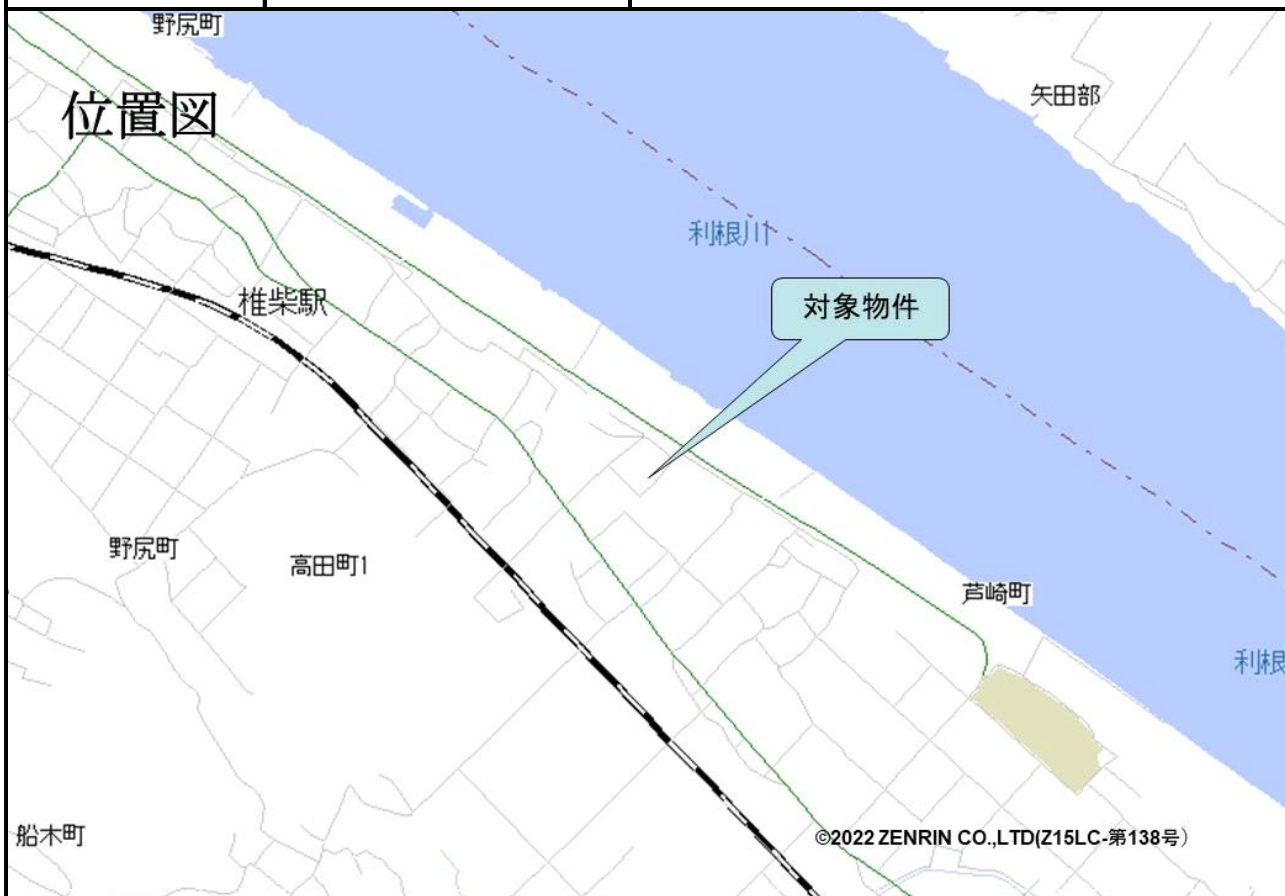 野尻町
位置図
矢田部
利根川
対象物件
椎柴駅
野尻町
高田町1
芦崎町
利根
船木町
©2022 ZENRIN CO.,LTD(Z15LC-第138号)